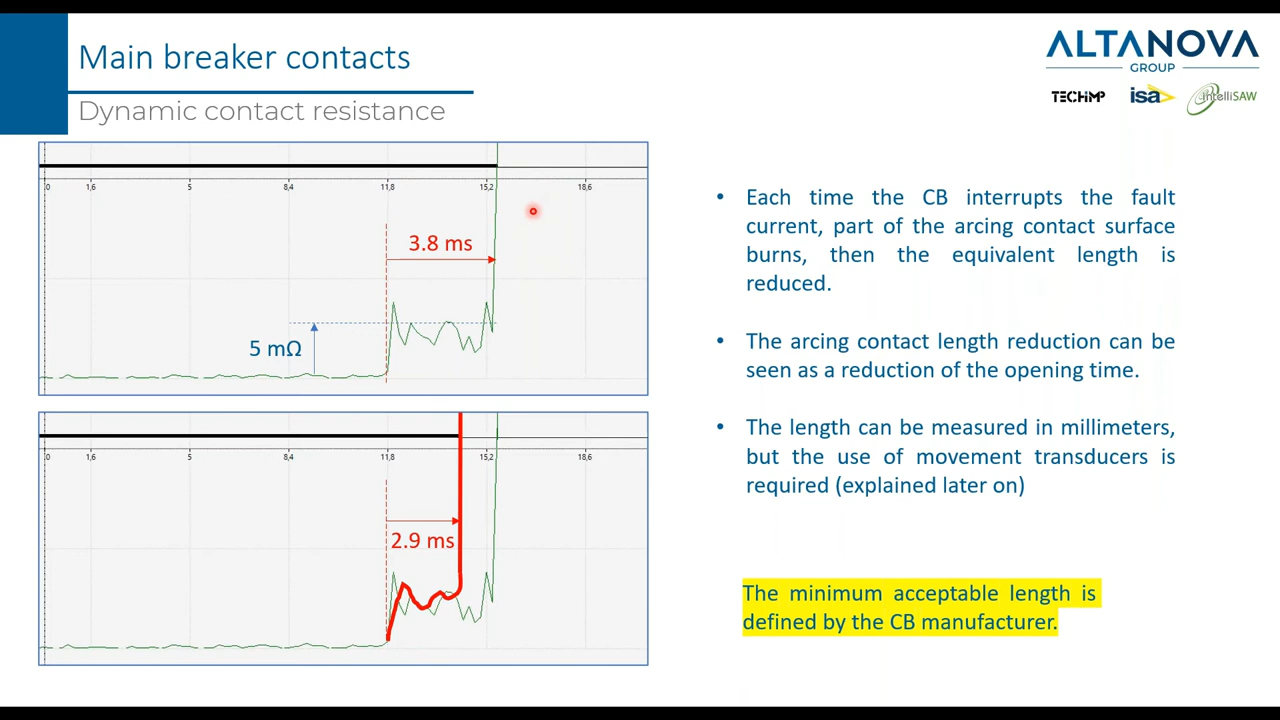 Main breaker contacts
Dynamic contact resistance
ALTANOVA
GROUP
TECHIMP
isa
intelliSAW
,0
1,6
5
8,4
11,8
15,2
18,6
3.8 ms
5 mΩ
,0
1,6
5
8,4
11,8
15,2
18,6
2.9 ms
• Each time the CB interrupts the fault
current, part of the arcing contact surface
burns, then the equivalent length is
reduced.
• The arcing contact length reduction can be
seen as a reduction of the opening time.
• The length can be measured in millimeters,
but the use of movement transducers is
required (explained later on)
The minimum acceptable length is
defined by the CB manufacturer.